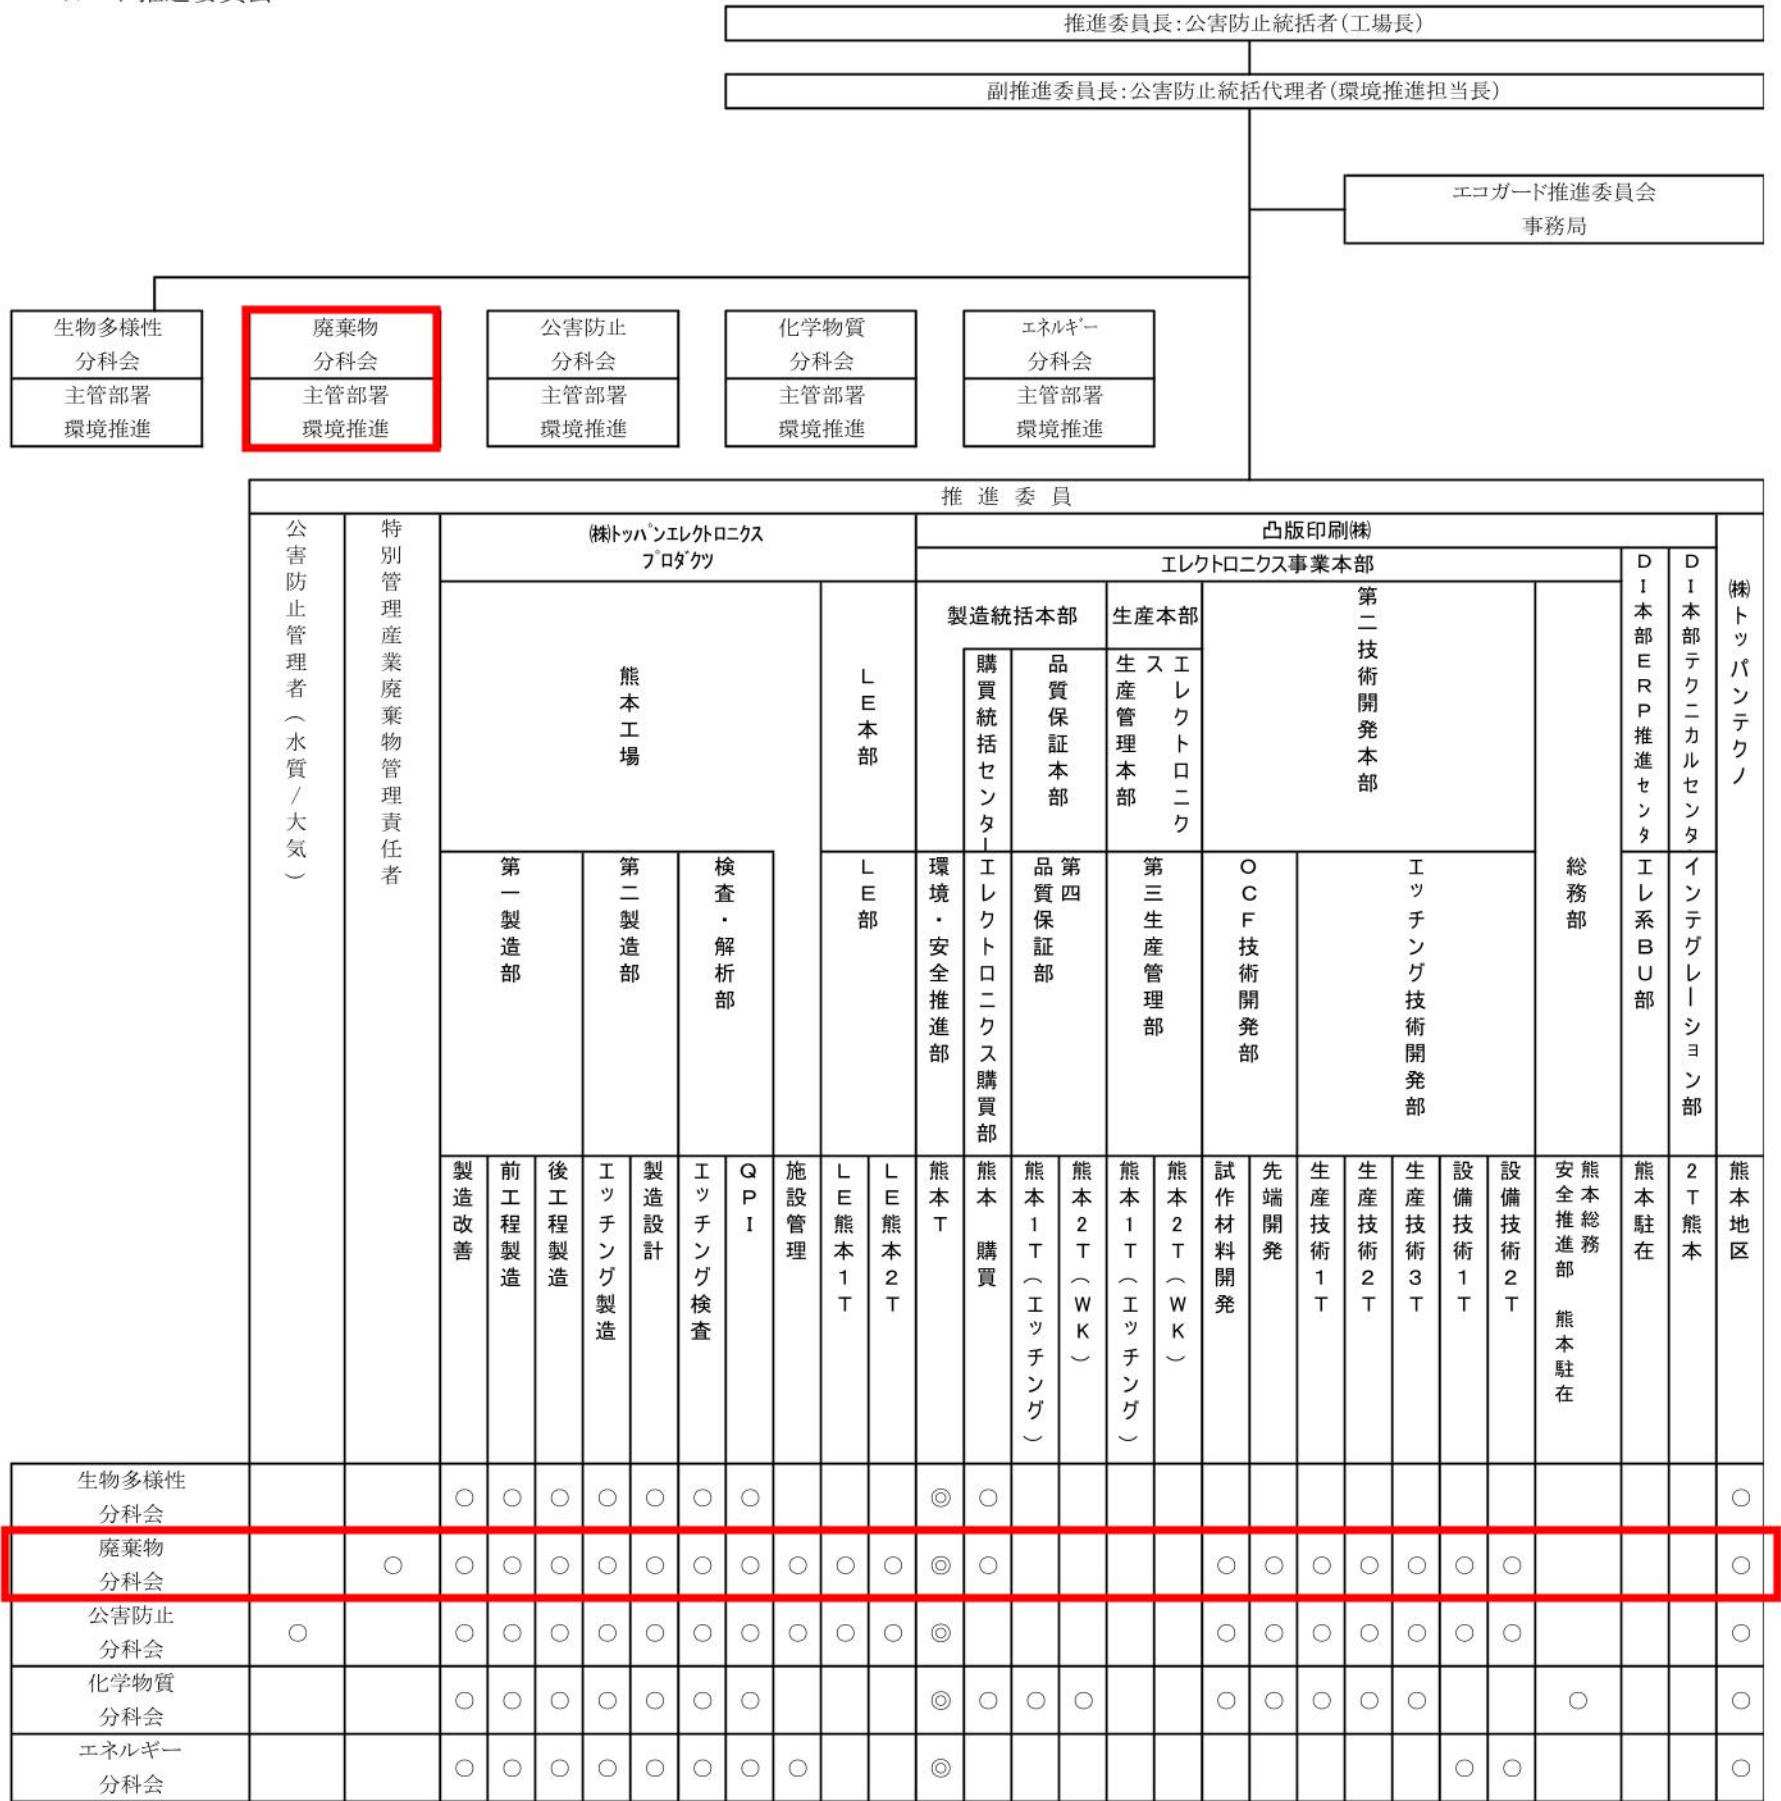 推進委員長:公害防止統括者(工場長)
副推進委員長:公害防止統括代理者(環境推進担当長)
エコガード推進委員会
事務局
生物多様性
分科会
主管部署
環境推進
廃棄物
分科会
主管部署
環境推進
公害防止
分科会
主管部署
環境推進
化学物質
分科会
主管部署
環境推進
エネルギー
分科会
主管部署
環境推進
推進委員
公害防止管理者(水質/大気)
特別管理産業廃棄物管理責任者
㈱トッパンエレクトロニクス
プロダクツ
凸版印刷㈱
エレクトロニクス事業本部
DI本部ERP推進センタ
DI本部テクニカルセンタ
㈱トッパンテクノ
熊本工場
LE本部
製造統括本部
生産本部
第二技術開発本部
購買統括センター
品質保証本部
エレクトロニクス
生産管理本部
第一製造部
第二製造部
検査・解析部
LE部
環境・安全推進部
エレクトロニクス購買部
第四
品質保証部
第三生産管理部
OCF技術開発部
エッチング技術開発部
総務部
エレ系BU部
インテグレーション部
製造改善
前工程製造
後工程製造
エッチング製造
製造設計
エッチング検査
QPI
施設管理
LE熊本1T
LE熊本2T
熊本T
熊本 購買
熊本1T(エッチング)
熊本2T(WK)
熊本1T(エッチング)
熊本2T(WK)
試作材料開発
先端開発
生産技術1T
生産技術2T
生産技術3T
設備技術1T
設備技術2T
熊本総務
安全推進部 熊本駐在
熊本駐在
2T熊本
熊本地区
生物多様性
分科会
○ ○ ○ ○ ○ ○ ○ ◎ ○ ○
廃棄物
分科会
○ ○ ○ ○ ○ ○ ○ ○ ○ ○ ○ ◎ ○ ○ ○ ○ ○ ○ ○ ○ ○
公害防止
分科会
○ ○ ○ ○ ○ ○ ○ ○ ○ ○ ○ ◎ ○ ○ ○ ○ ○ ○ ○ ○
化学物質
分科会
○ ○ ○ ○ ○ ○ ○ ◎ ○ ○ ○ ○ ○ ○ ○ ○ ○ ○
エネルギー
分科会
○ ○ ○ ○ ○ ○ ○ ○ ◎ ○ ○ ○